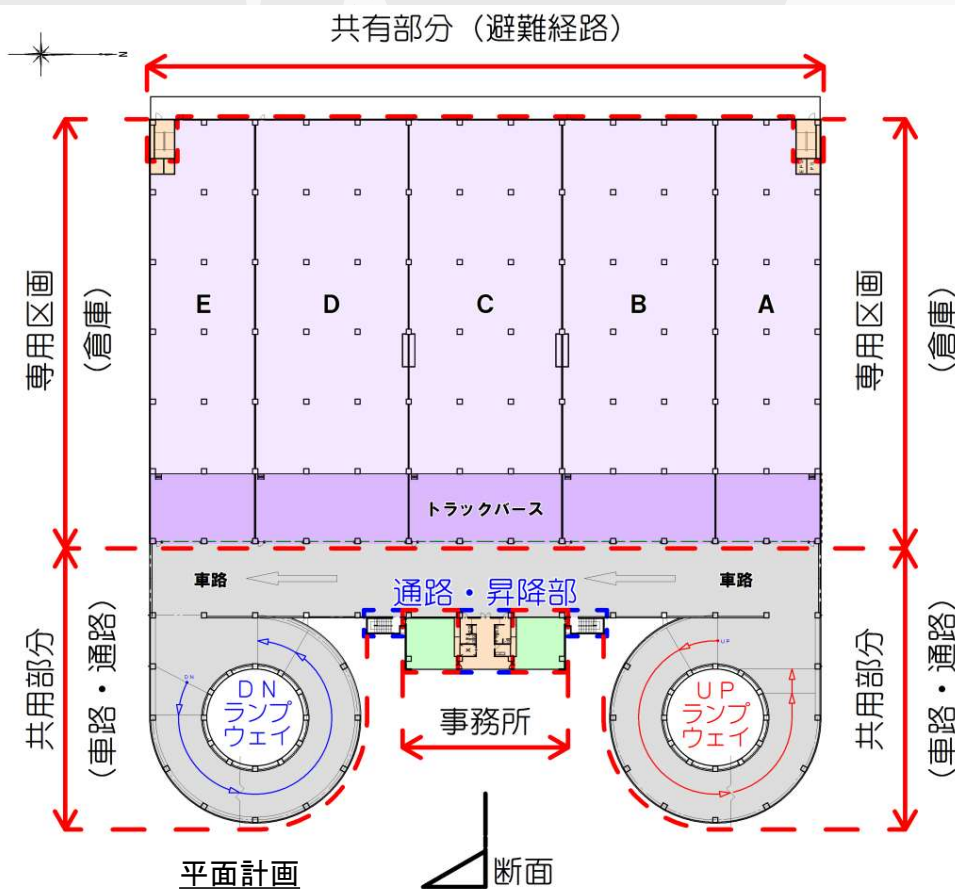 共有部分（避難経路）
N
専用区画
（倉庫）
E
D
C
B
A
専用区画
（倉庫）
トラックバース
車路
通路・昇降部
車路
共用部分
（車路・通路）
DN
DN
ランプ
ウェイ
事務所
UP
UP
ランプ
ウェイ
共用部分
（車路・通路）
平面計画
断面